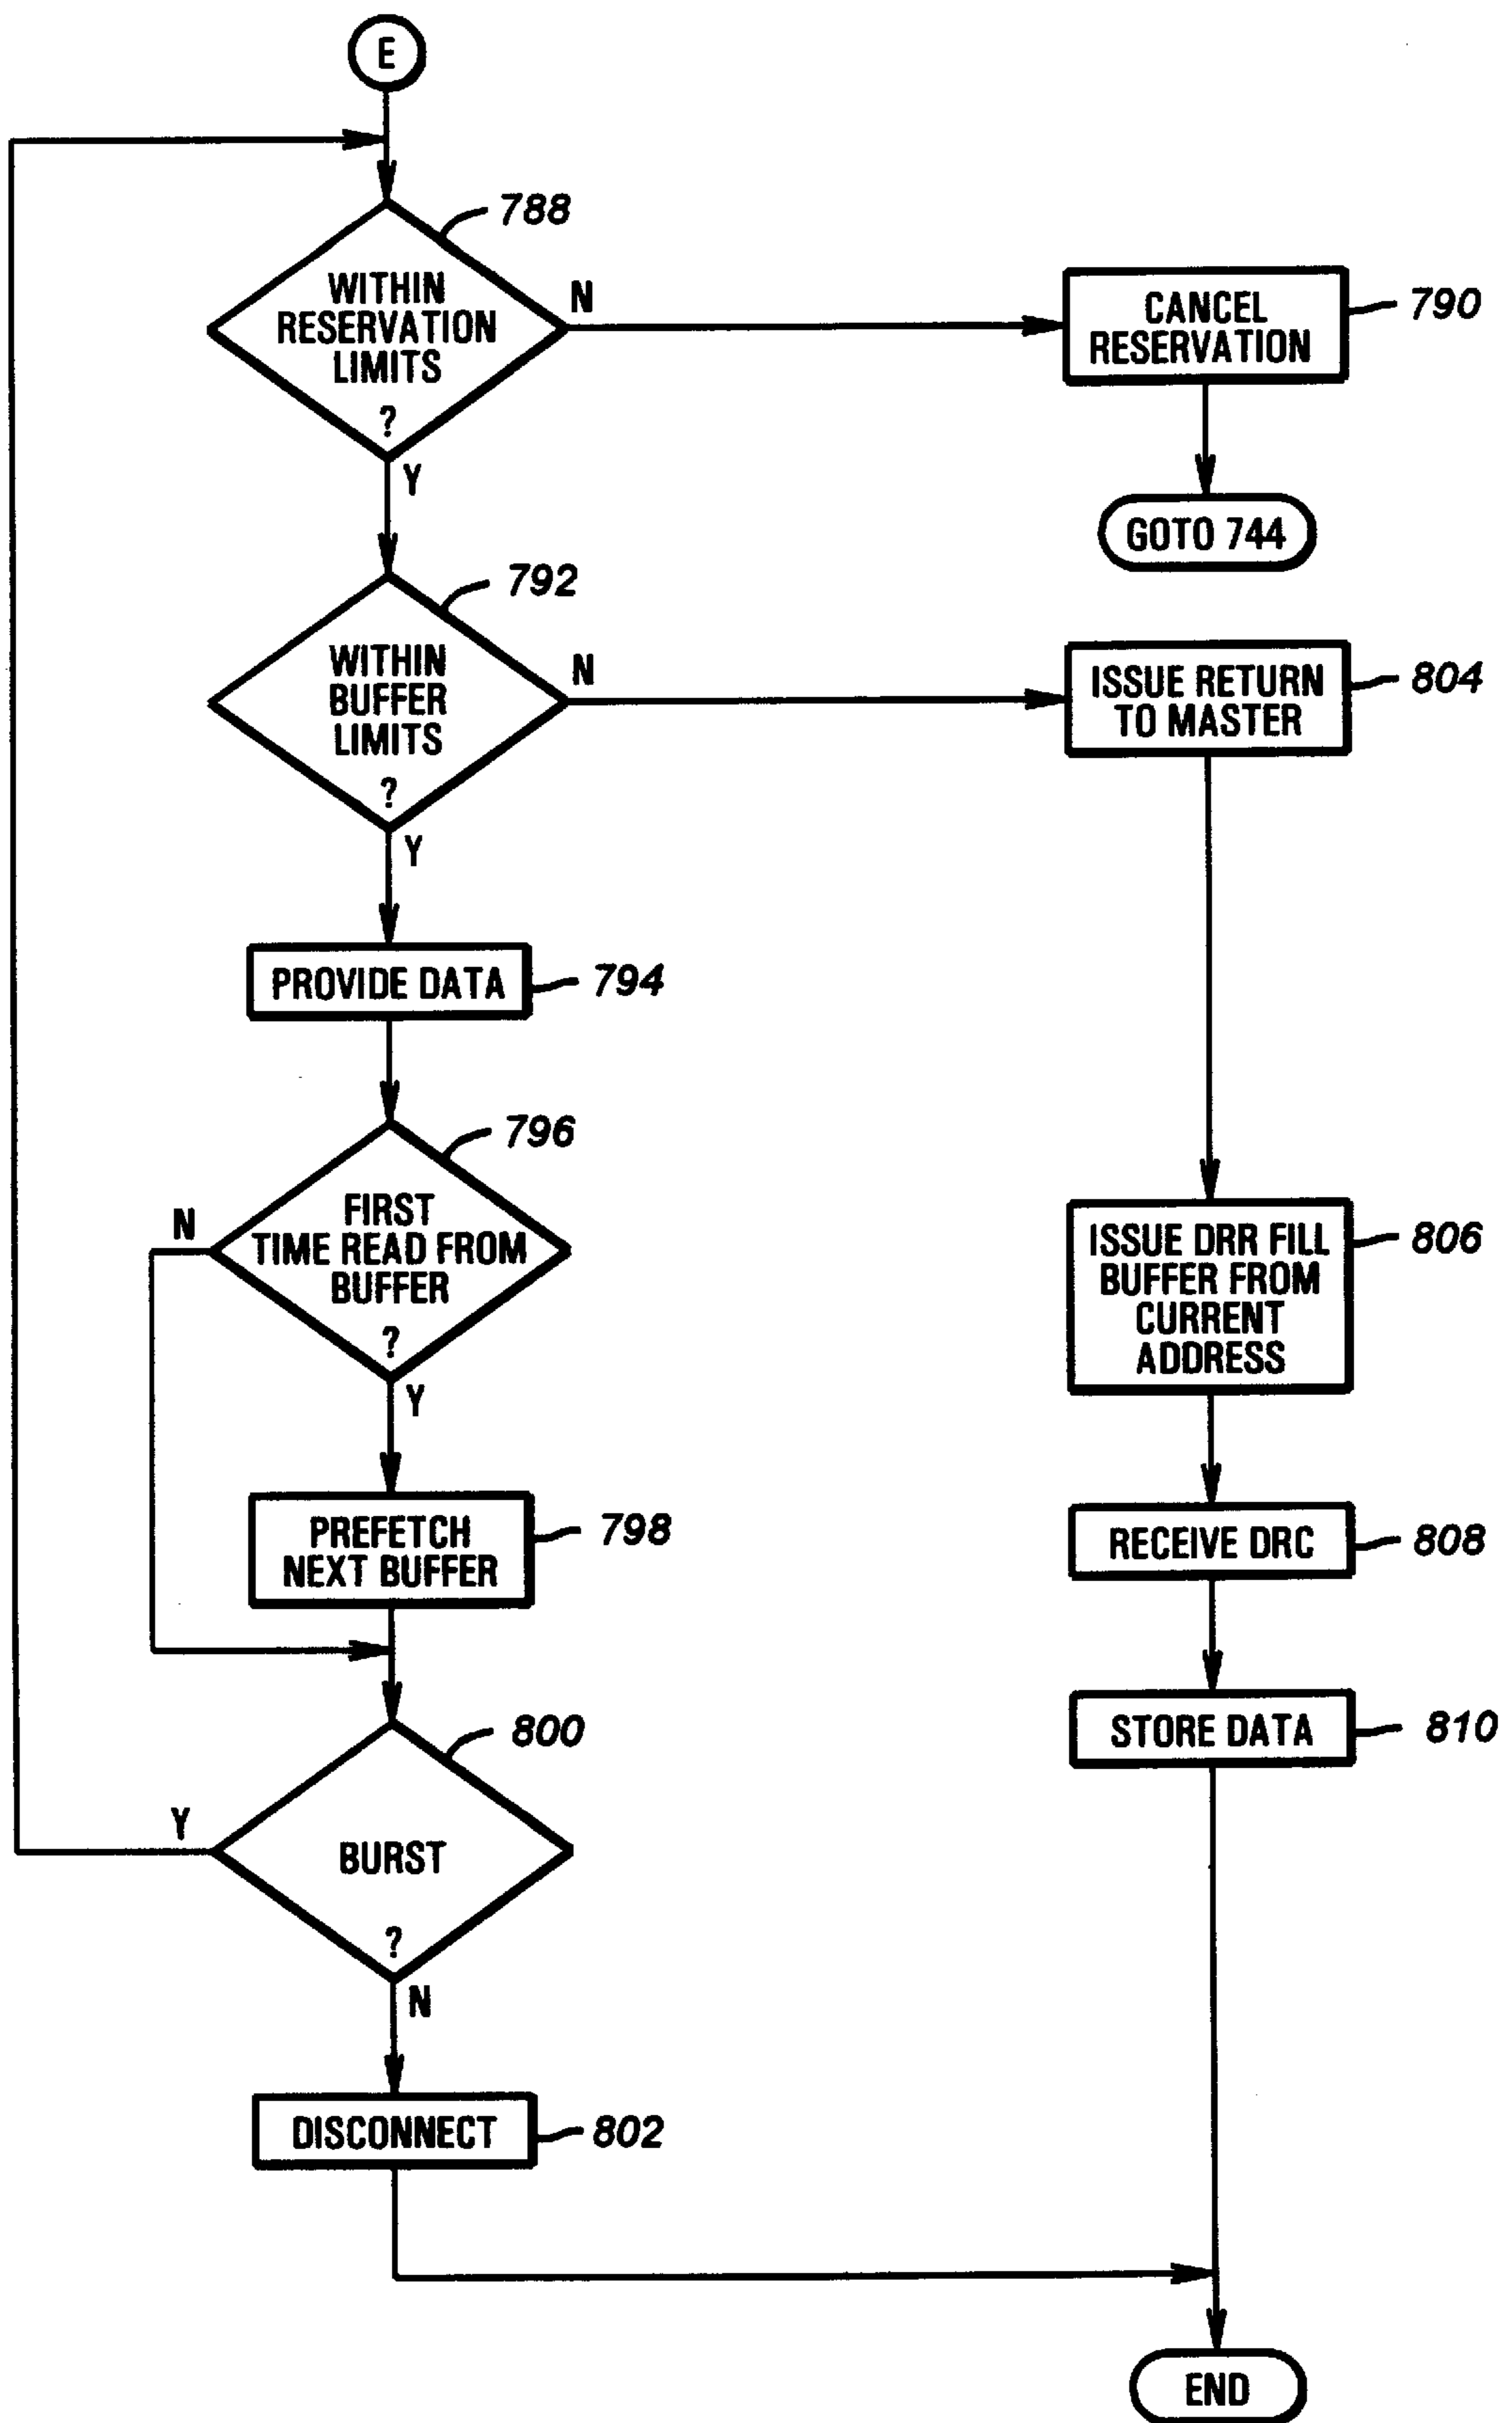 E
788
WITHIN
RESERVATION
LIMITS
?
N
Y
CANCEL
RESERVATION
790
GOTO 744
792
WITHIN
BUFFER
LIMITS
?
N
Y
ISSUE RETURN
TO MASTER
804
PROVIDE DATA
794
796
FIRST
TIME READ FROM
BUFFER
?
N
Y
ISSUE DRR FILL
BUFFER FROM
CURRENT
ADDRESS
806
PREFETCH
NEXT BUFFER
798
RECEIVE DRC
808
800
BURST
?
Y
N
STORE DATA
810
DISCONNECT
802
END